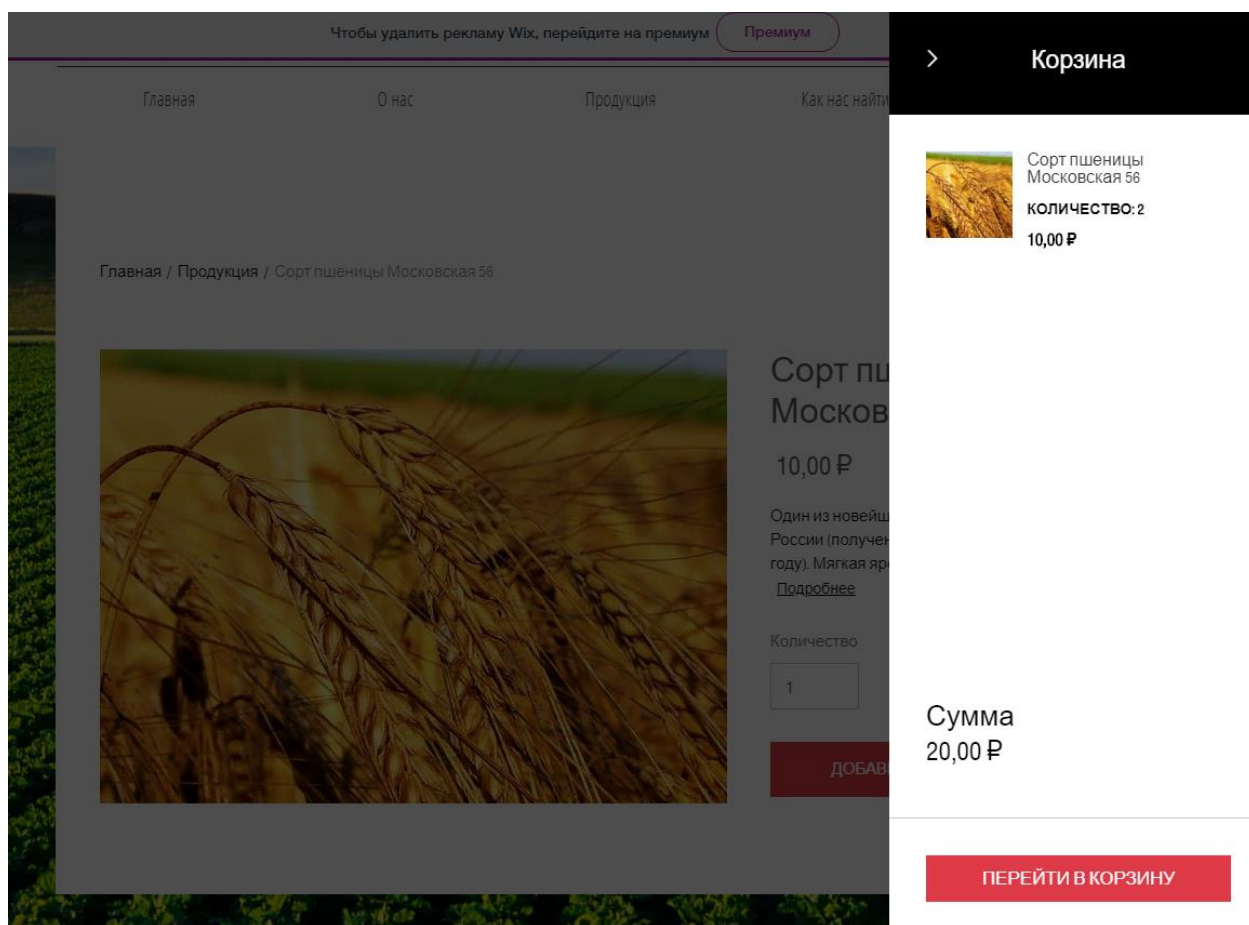 Чтобы удалить рекламу Wix, перейдите на премиум Премиум
Главная О нас Продукция Как нас найти
Главная / Продукция / Сорт пшеницы Московская 56
Сорт
Москов
10,00 ₽
Один из новейш
России (получен
году). Мягкая яр
Подробнее
Количество
1
ДОБАВ
Корзина
Сорт пшеницы
Московская 56
КОЛИЧЕСТВО: 2
10,00 ₽
Сумма
20,00 ₽
ПЕРЕЙТИ В КОРЗИНУ